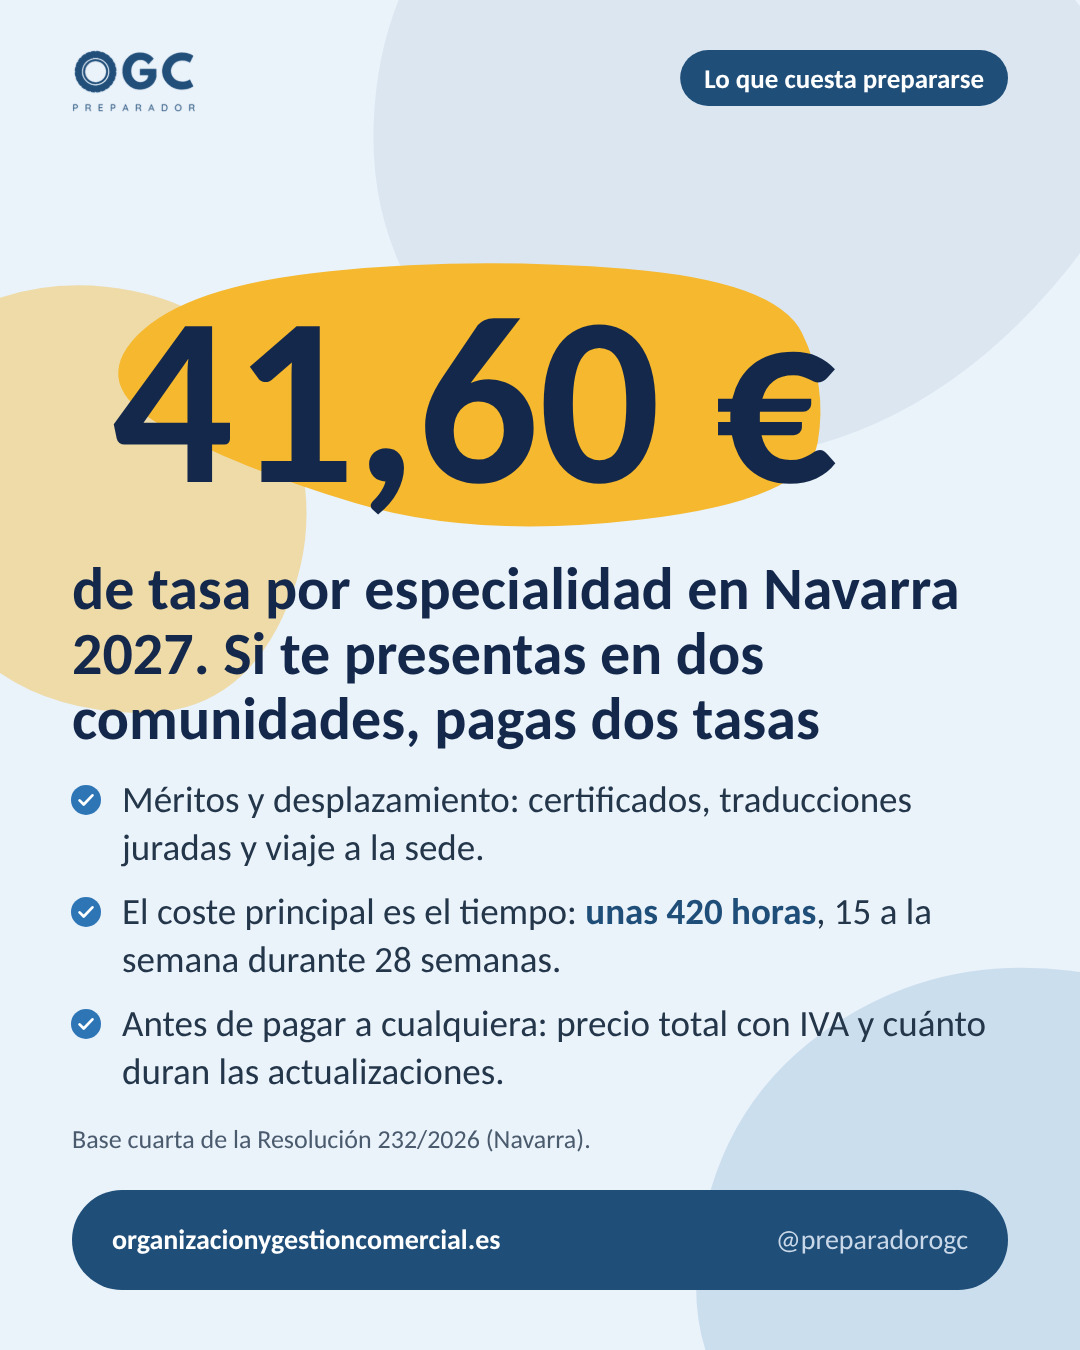 OGC
PREPARADOR
Lo que cuesta prepararse
41,60 €
de tasa por especialidad en Navarra
2027. Si te presentas en dos
comunidades, pagas dos tasas
Méritos y desplazamiento: certificados, traducciones
juradas y viaje a la sede.
El coste principal es el tiempo: unas 420 horas, 15 a la
semana durante 28 semanas.
Antes de pagar a cualquiera: precio total con IVA y cuánto
duran las actualizaciones.
Base cuarta de la Resolución 232/2026 (Navarra).
organizacionygestioncomercial.es
@preparadorogc